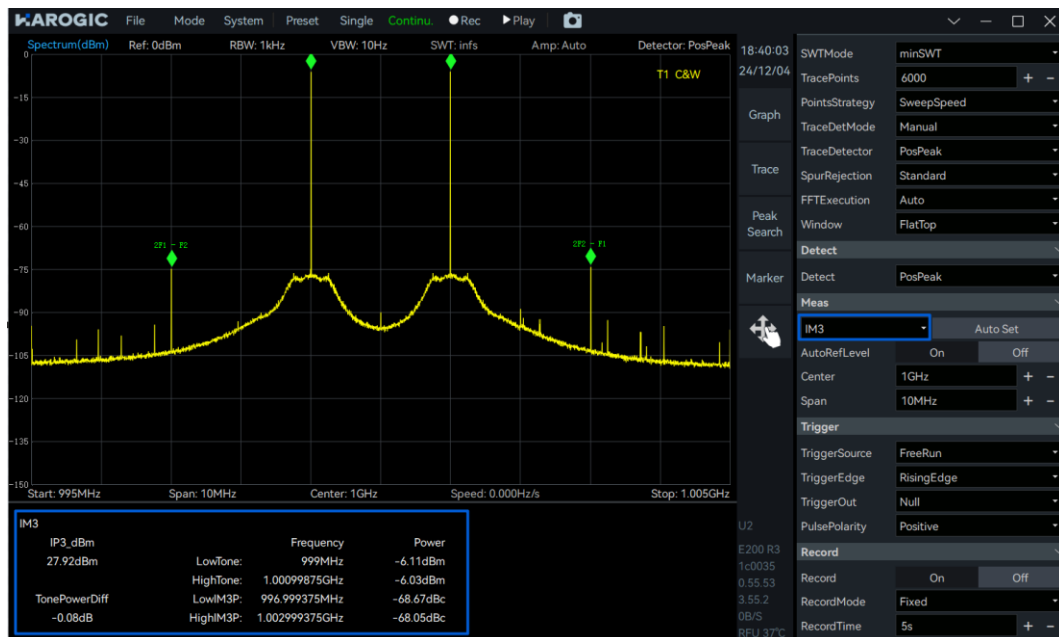 HAROGIC File Mode System Preset Single Continu. Rec Play
Spectrum(dBm) Ref: 0dBm RBW: 1kHz VBW: 10Hz SWT: infs Amp: Auto Detector: PosPeak
18:40:03
24/12/04
T1 C&W
0
-15
-30
-45
-60
-75
-90
-105
-120
-135
-150
2F1 - F2
2F2 - F1
Start: 995MHz Span: 10MHz Center: 1GHz Speed: 0.000Hz/s Stop: 1.005GHz
Graph
Trace
Peak
Search
Marker
U2
E200 R3
1c0035
0.55.53
3.55.2
0B/S
RFU 37°C
IM3
IP3_dBm Frequency Power
27.92dBm LowTone: 999MHz -6.11dBm
HighTone: 1.00099875GHz -6.03dBm
TonePowerDiff LowIM3P: 996.999375MHz -68.67dBc
-0.08dB HighIM3P: 1.002999375GHz -68.05dBc
SWTMode minSWT
TracePoints 6000 + -
PointsStrategy SweepSpeed
TraceDetMode Manual
TraceDetector PosPeak
SpurRejection Standard
FFTExecution Auto
Window FlatTop
Detect
Detect PosPeak
Meas
IM3 Auto Set
AutoRefLevel On Off
Center 1GHz + -
Span 10MHz + -
Trigger
TriggerSource FreeRun
TriggerEdge RisingEdge
TriggerOut Null
PulsePolarity Positive
Record
Record On Off
RecordMode Fixed
RecordTime 5s + -